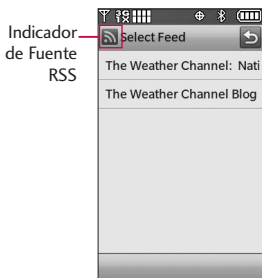 Indicador
de Fuente
RSS
Select Feed
The Weather Channel: Nati
The Weather Channel Blog